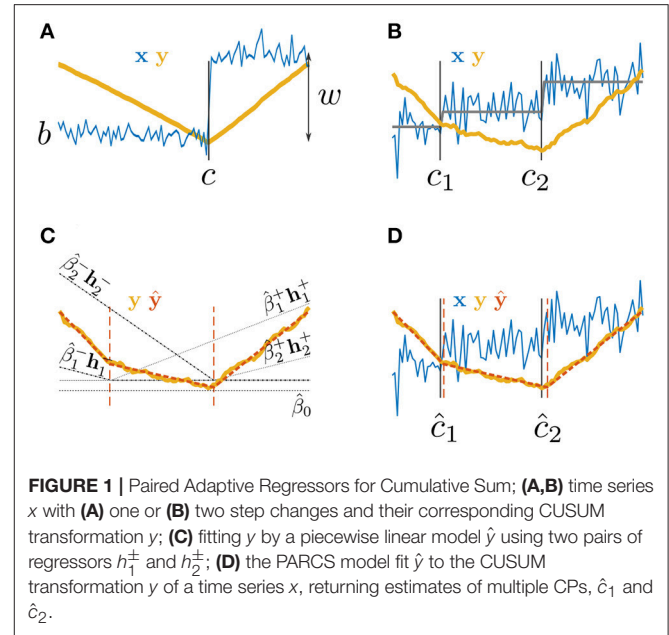 A
B
x y
x y
w
b
c
c₁ c₂
C
D
β̂₂⁻h₂⁻
y ŷ
β̂₁⁺h₁⁺
x y ŷ
β̂₁⁻h₁⁻
β̂₂⁺h₂⁺
β̂₀
ĉ₁ ĉ₂
FIGURE 1 | Paired Adaptive Regressors for Cumulative Sum; (A,B) time series
x with (A) one or (B) two step changes and their corresponding CUSUM
transformation y; (C) fitting y by a piecewise linear model ŷ using two pairs of
regressors h₁± and h₂±; (D) the PARCS model fit ŷ to the CUSUM
transformation y of a time series x, returning estimates of multiple CPs, ĉ₁ and
ĉ₂.